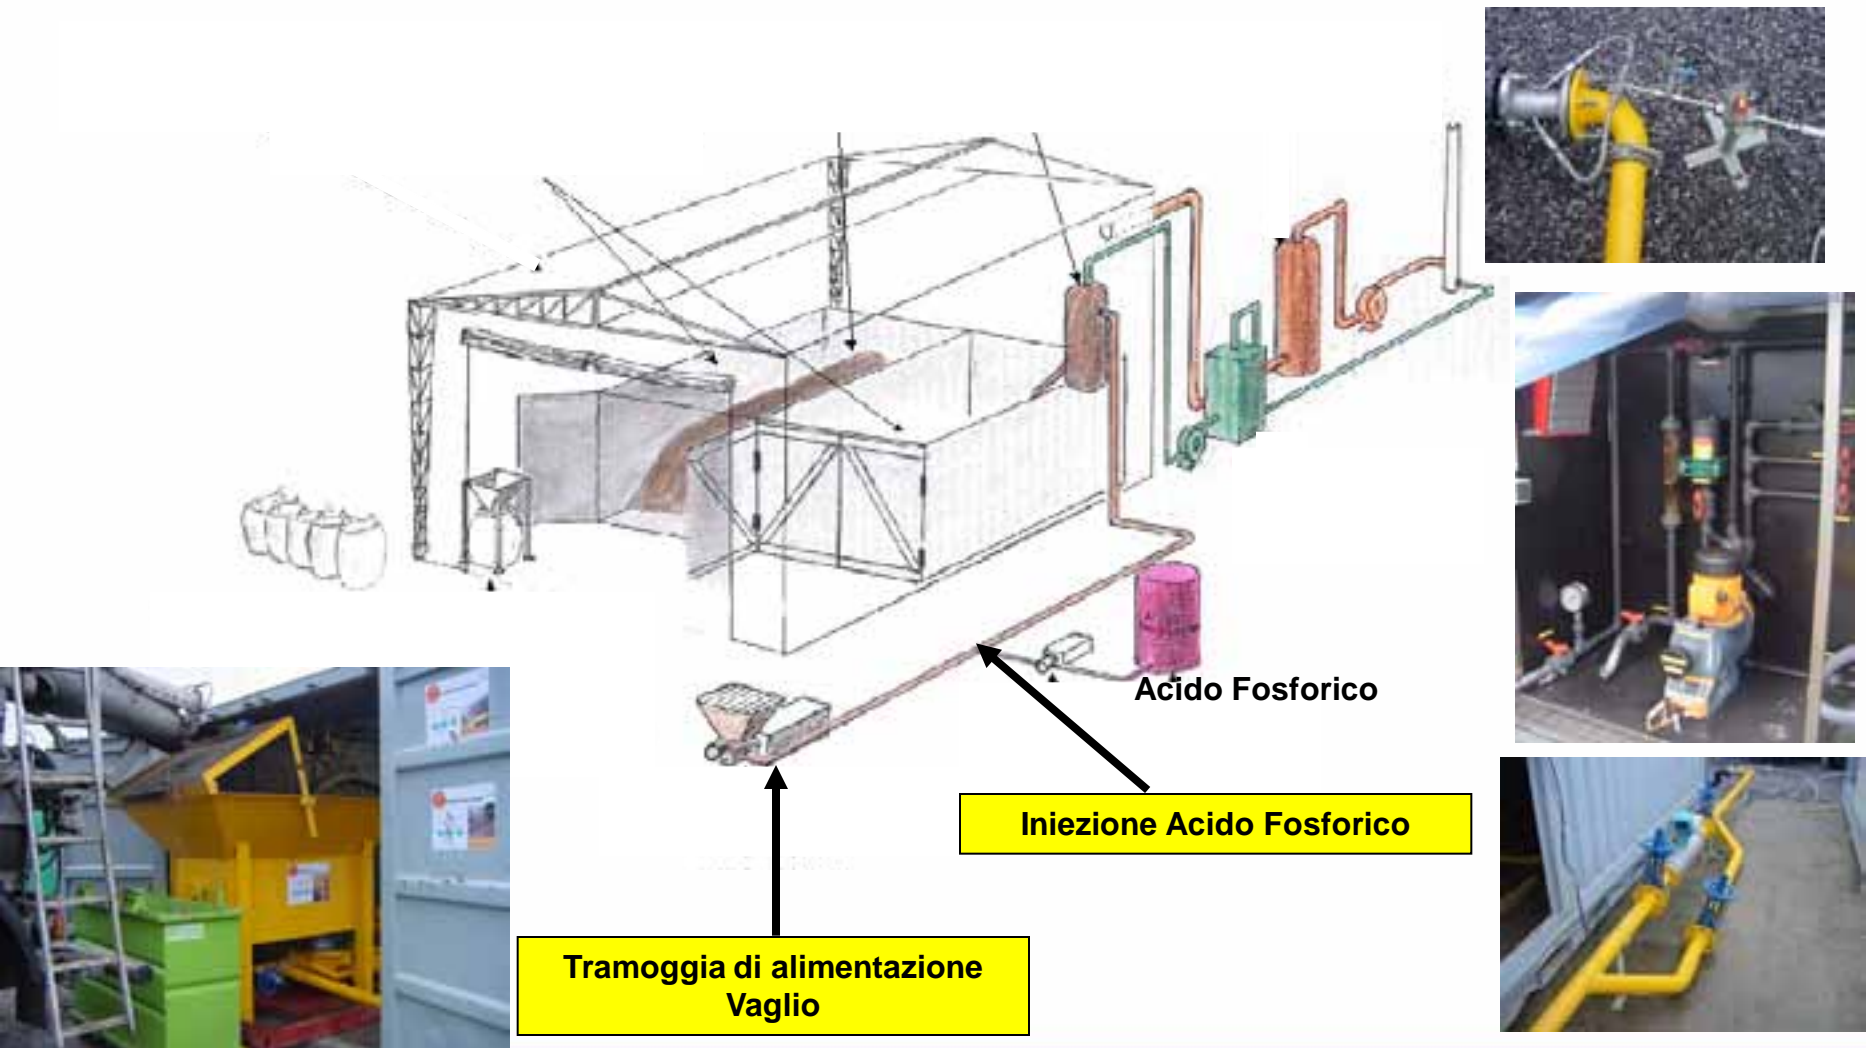 Acido Fosforico
Iniezione Acido Fosforico
Tramoggia di alimentazione
Vaglio